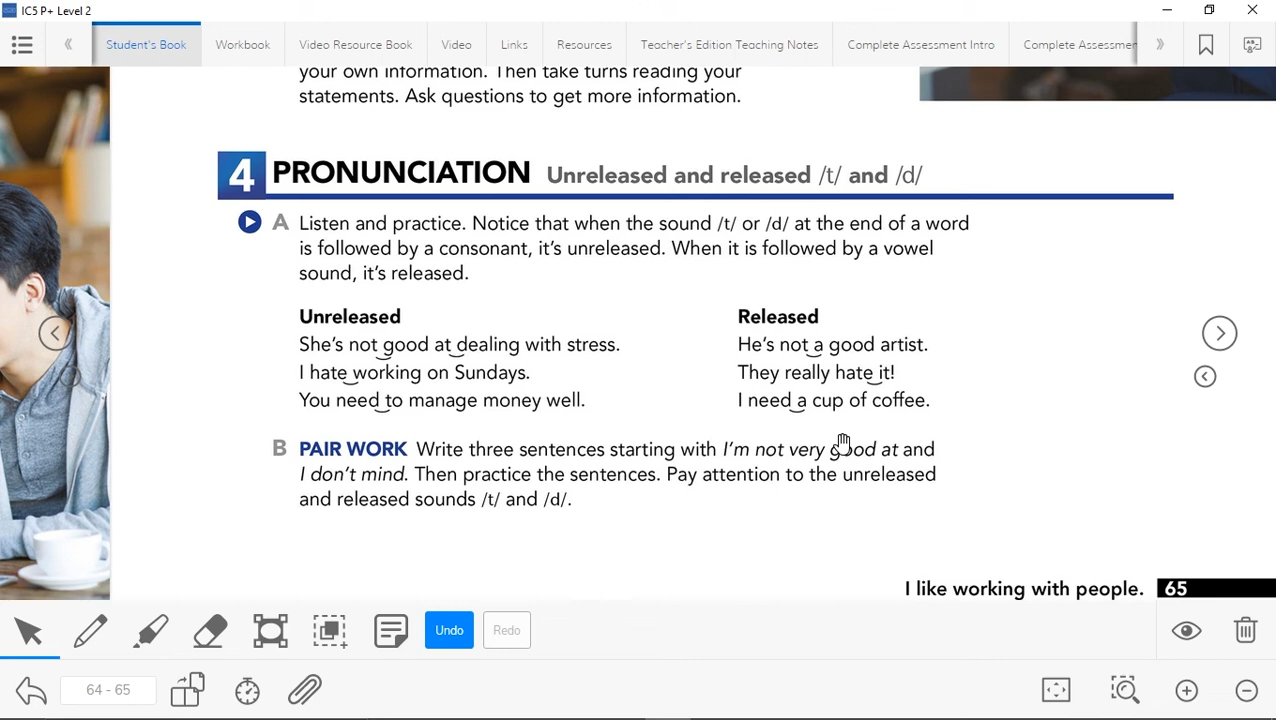 IC5 P+ Level 2
Student's Book
Workbook
Video Resource Book
Video
Links
Resources
Teacher's Edition Teaching Notes
Complete Assessment Intro
Complete Assessmen
your own information. Then take turns reading your
statements. Ask questions to get more information.
4 PRONUNCIATION Unreleased and released /t/ and /d/
A Listen and practice. Notice that when the sound /t/ or /d/ at the end of a word
is followed by a consonant, it's unreleased. When it is followed by a vowel
sound, it's released.
Unreleased
She's not good at dealing with stress.
I hate working on Sundays.
You need to manage money well.
Released
He's not a good artist.
They really hate it!
I need a cup of coffee.
B PAIR WORK Write three sentences starting with I'm not very good at and
I don't mind. Then practice the sentences. Pay attention to the unreleased
and released sounds /t/ and /d/.
I like working with people. 65
Undo
Redo
64 - 65